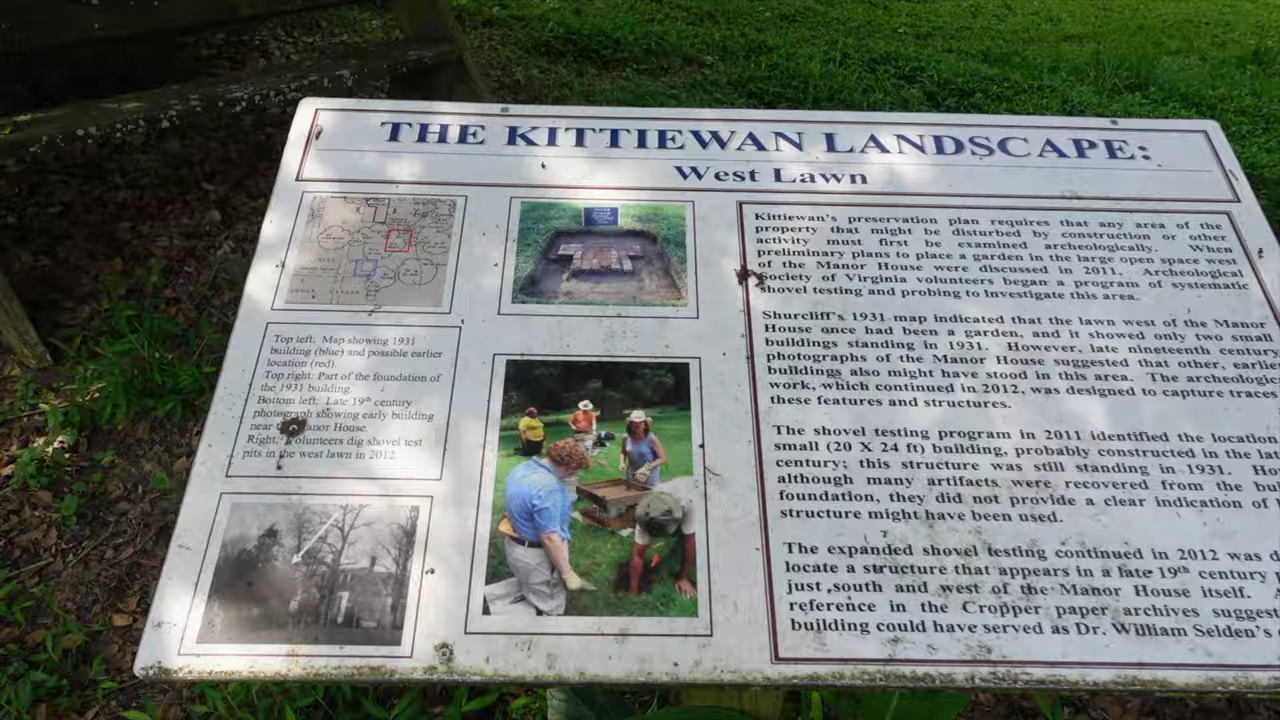 THE KITTIEWAN LANDSCAPE:
West Lawn
Top left: Map showing 1931
building (blue) and possible earlier
location (red).
Top right: Part of the foundation of
the 1931 building.
Bottom left: Late 19th century
photograph showing early building
near Manor House.
Right: Volunteers dig shovel test
pits in the west lawn in 2012
Kittiewan's preservation plan requires that any area of the
property that might be disturbed by construction or other
activity must first be examined archeologically. When
preliminary plans to place a garden in the large open space west
of the Manor House were discussed in 2011, Archeological
Society of Virginia volunteers began a program of systematic
shovel testing and probing to investigate this area.
Shurcliff's 1931 map indicated that the lawn west of the Manor
House once had been a garden, and it showed only two small
buildings standing in 1931. However, late nineteenth century
photographs of the Manor House suggested that other, earlier
buildings also might have stood in this area. The archeologic
work, which continued in 2012, was designed to capture traces
these features and structures.
The shovel testing program in 2011 identified the location
small (20 X 24 ft) building, probably constructed in the lat
century; this structure was still standing in 1931. Ho
although many artifacts were recovered from the bu
foundation, they did not provide a clear indication of
structure might have been used.
The expanded shovel testing continued in 2012 was d
locate a structure that appears in a late 19th century
just south and west of the Manor House itself.
reference in the Cropper paper archives suggest
building could have served as Dr. William Selden's